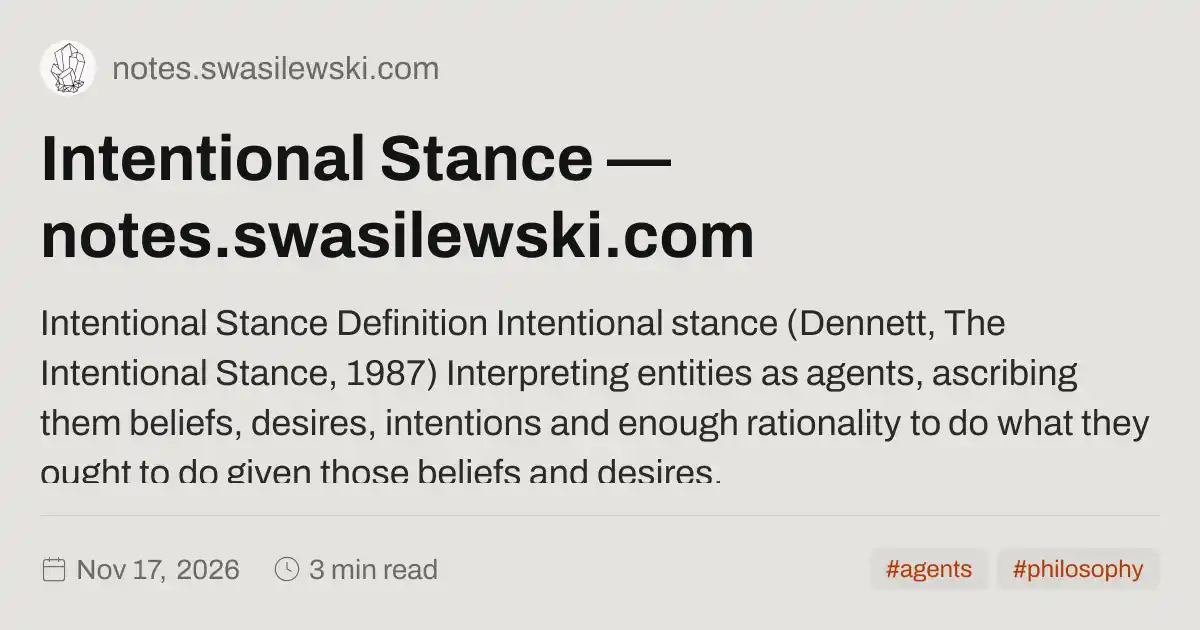 notes.swasilewski.com
Intentional Stance —
notes.swasilewski.com
Intentional Stance Definition Intentional stance (Dennett, The
Intentional Stance, 1987) Interpreting entities as agents, ascribing
them beliefs, desires, intentions and enough rationality to do what they
ought to do given those beliefs and desires.
Nov 17, 2026 3 min read #agents #philosophy